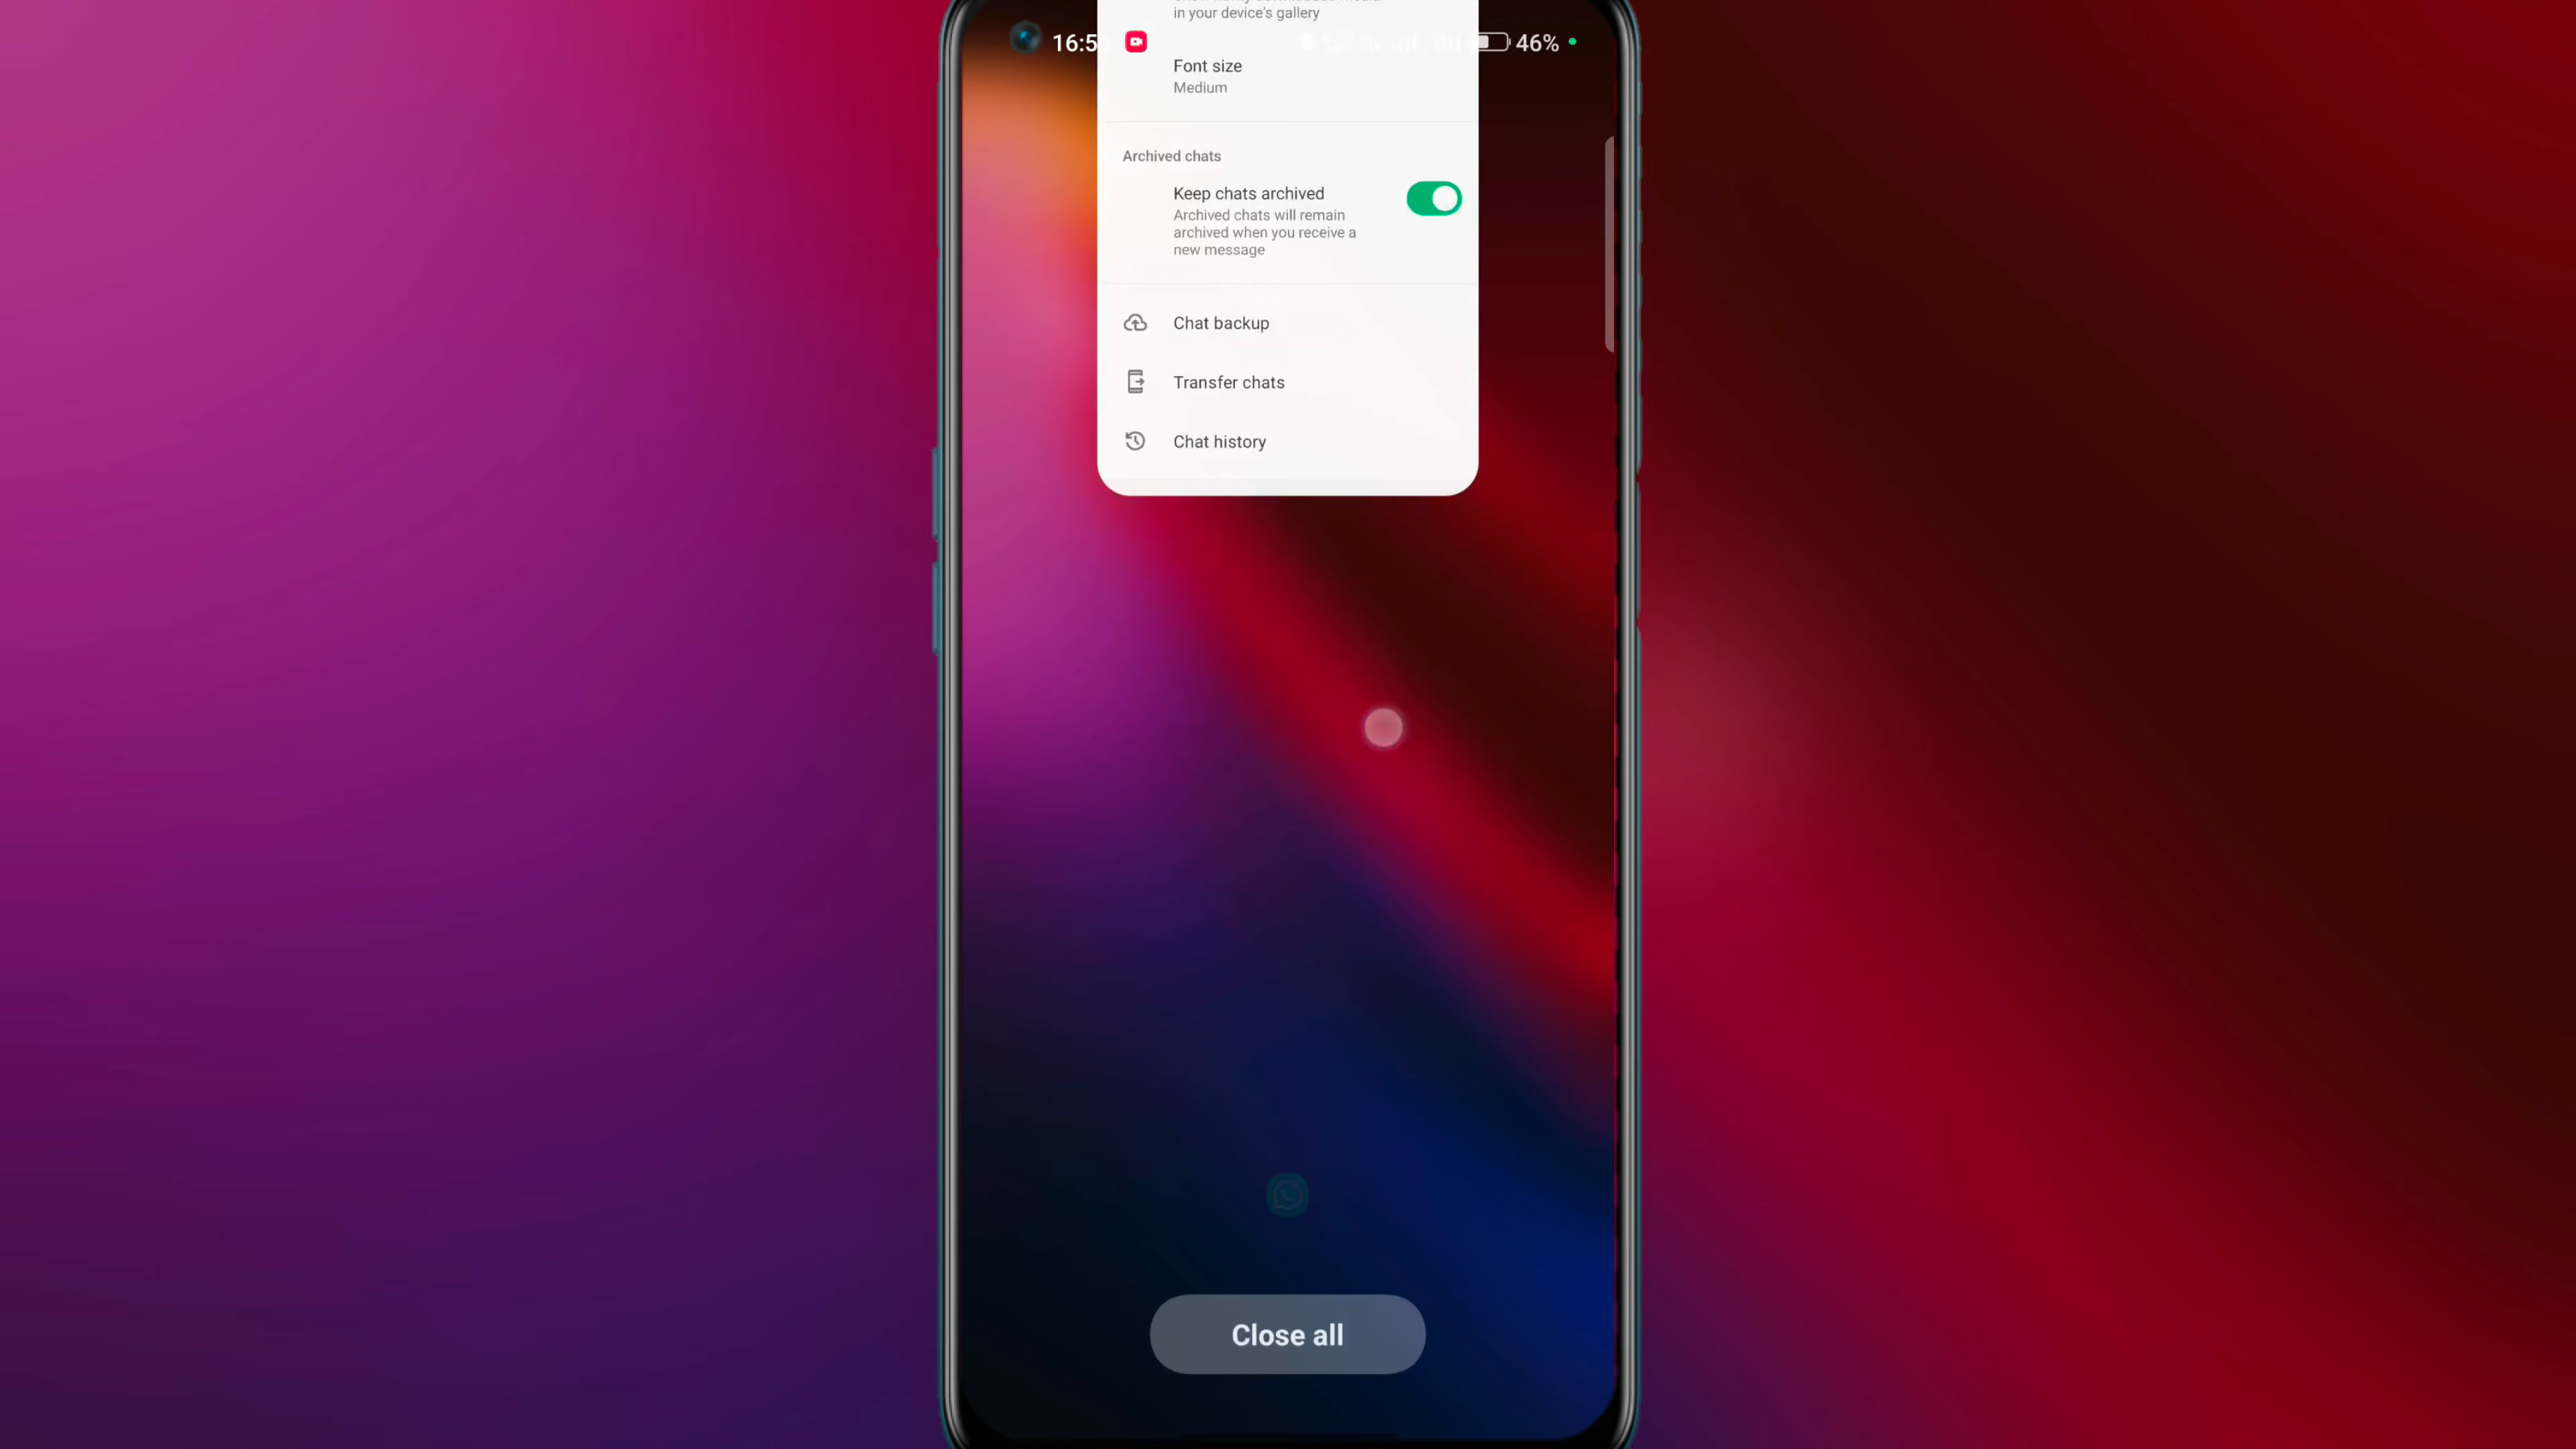 in your device's gallery
16:5
46%
Font size
Medium
Archived chats
Keep chats archived
Archived chats will remain
archived when you receive a
new message
Chat backup
Transfer chats
Chat history
Close all